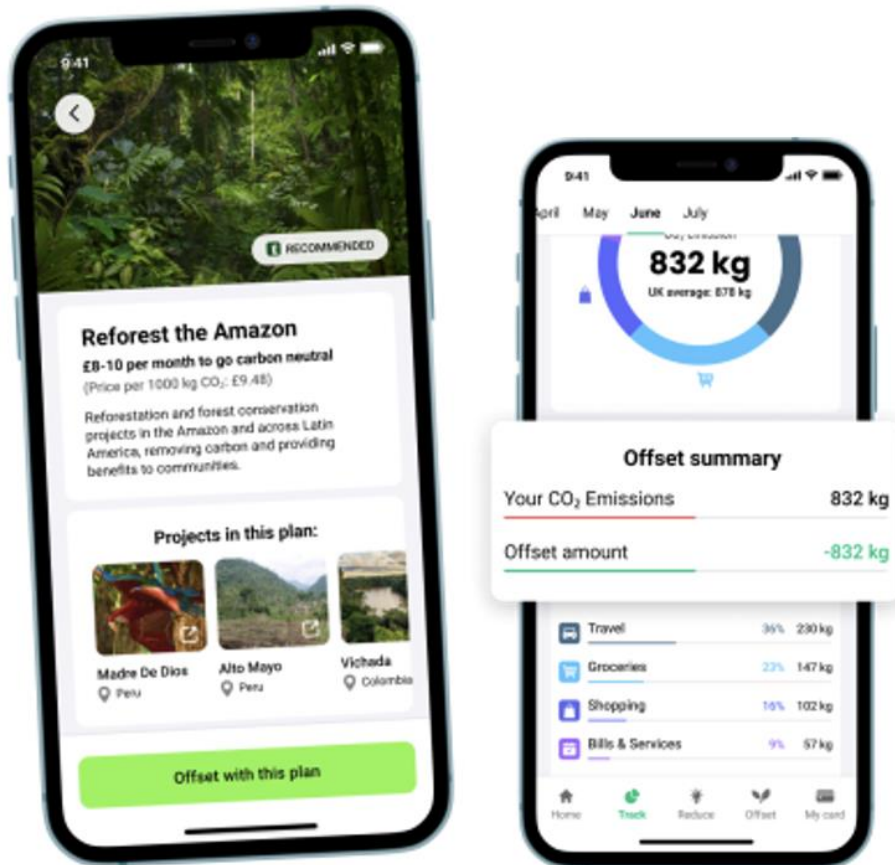 9:41
RECOMMENDED
Reforest the Amazon
£8-10 per month to go carbon neutral
(Price per 1000 kg CO₂: £9.48)
Reforestation and forest conservation
projects in the Amazon and across Latin
America, removing carbon and providing
benefits to communities.
Projects in this plan:
Madre De Dios
Peru
Alto Mayo
Peru
Vichada
Colombia
Offset with this plan
9:41
April May June July
832 kg
UK average: 878 kg
Offset summary
Your CO₂ Emissions 832 kg
Offset amount -832 kg
Travel 36% 230 kg
Groceries 23% 147 kg
Shopping 16% 102 kg
Bills & Services 9% 57 kg
Home Track Reduce Offset My card